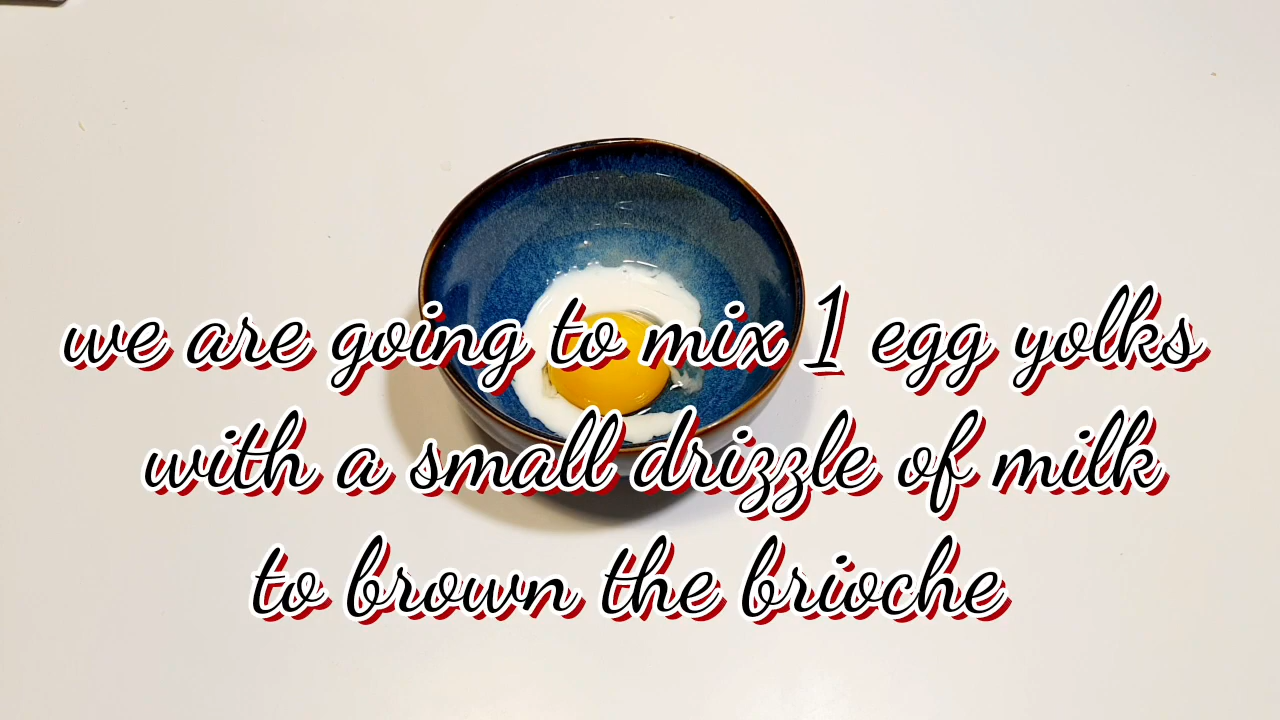 we are going to mix 1 egg yolks
with a small drizzle of milk
to brown the brioche